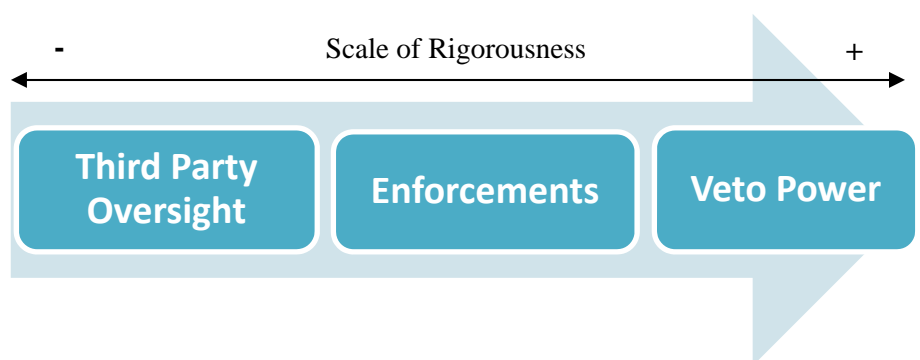 - Scale of Rigorousness +
Third Party
Oversight
Enforcements
Veto Power